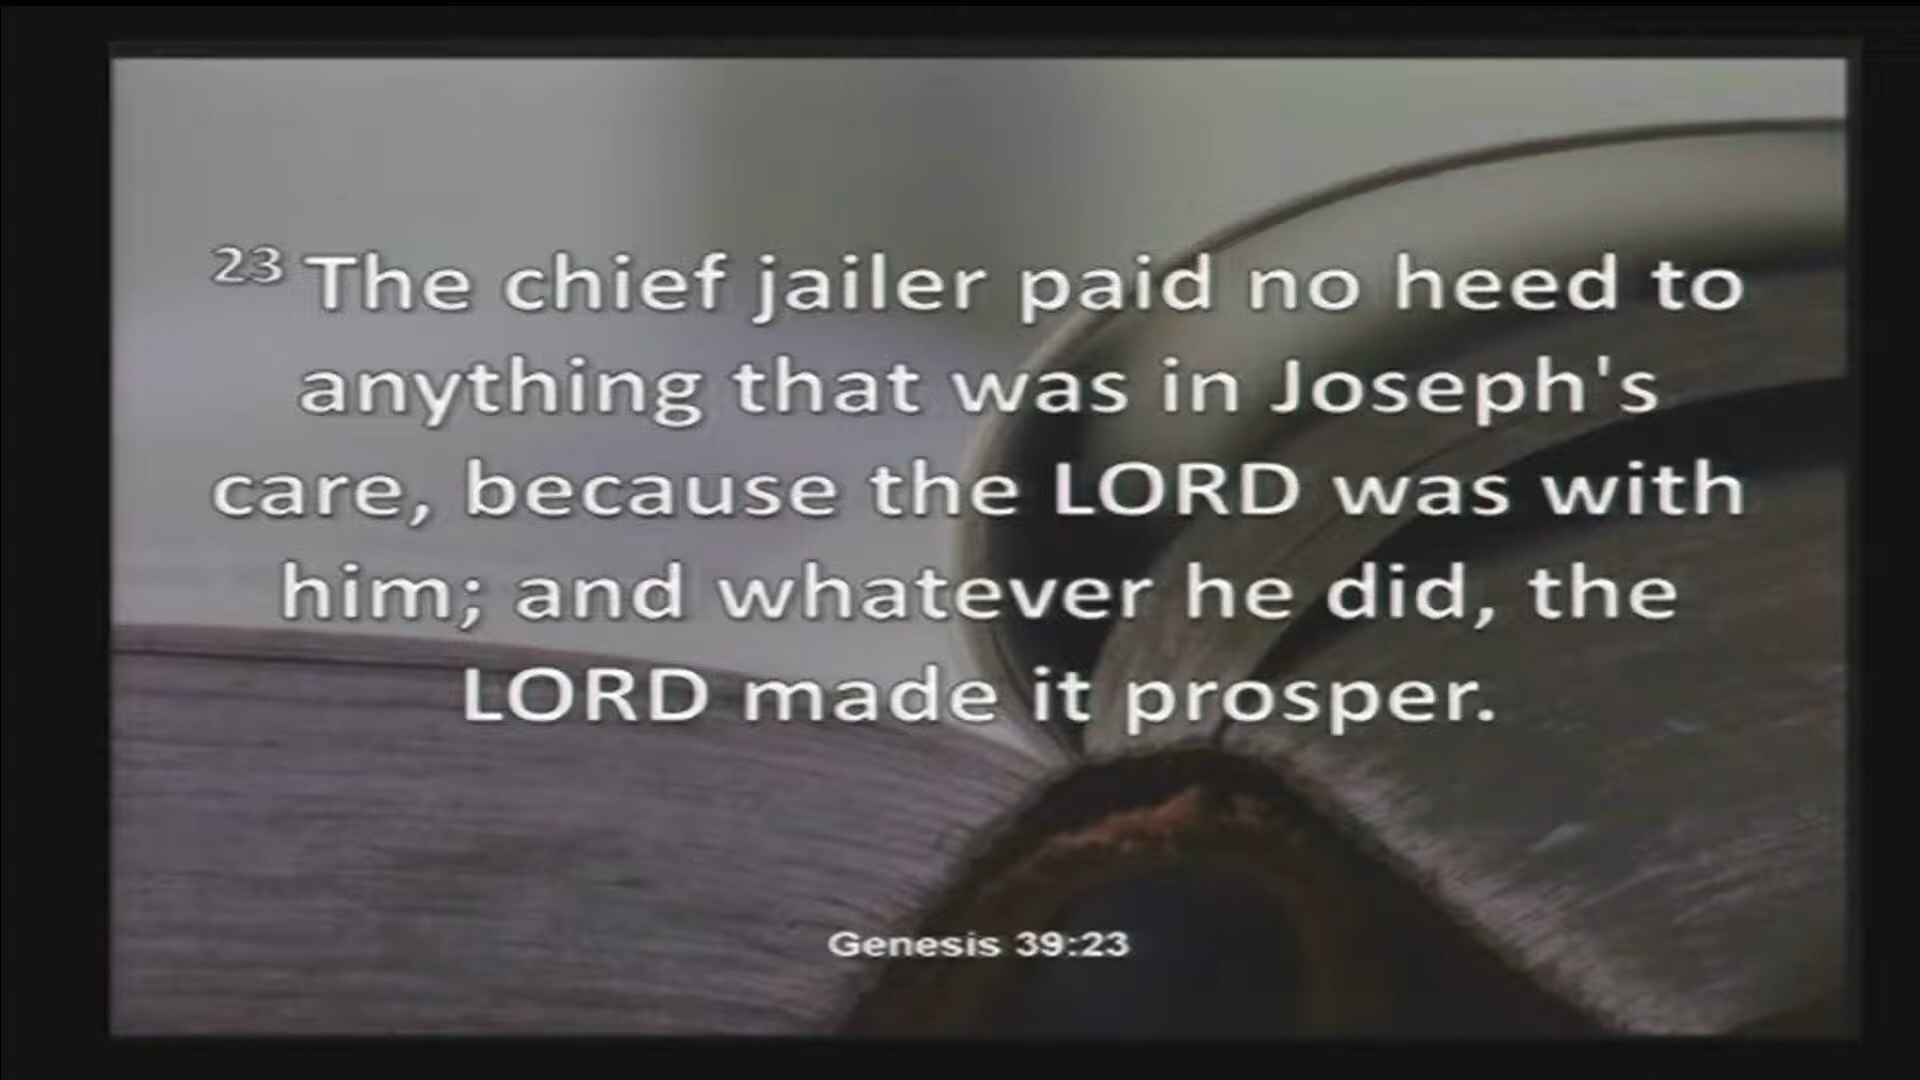 23 The chief jailer paid no heed to
anything that was in Joseph's
care, because the LORD was with
him; and whatever he did, the
LORD made it prosper.
Genesis 39:23